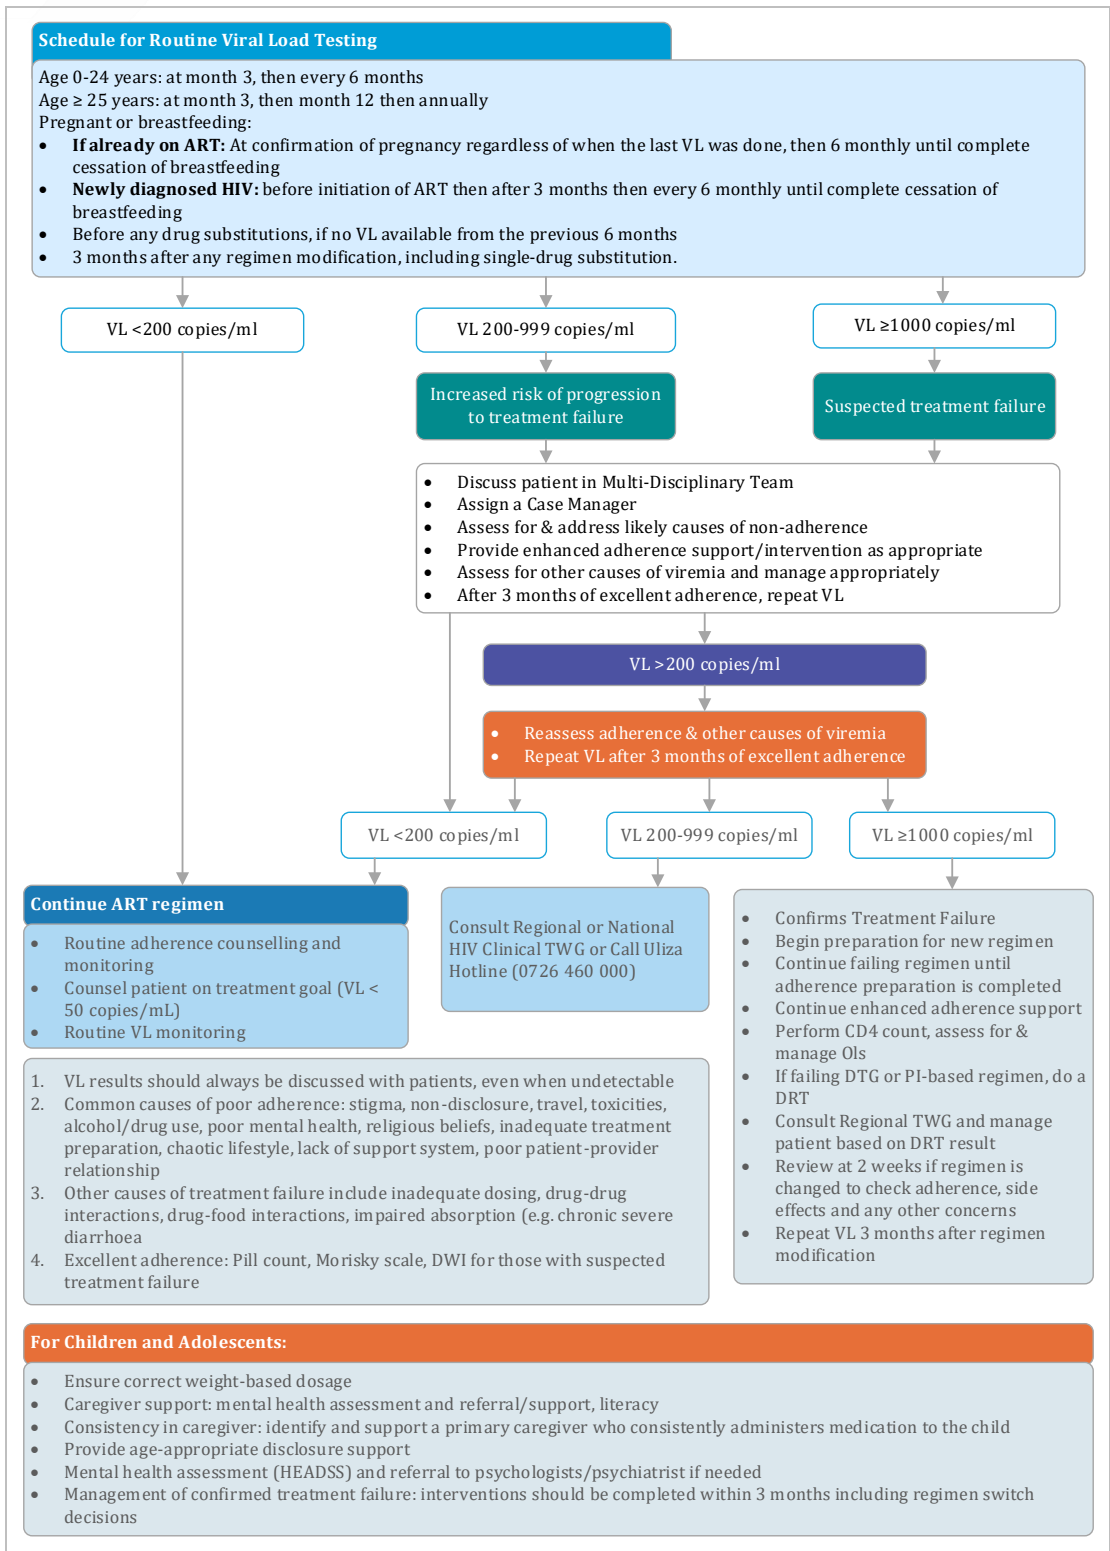 Schedule for Routine Viral Load Testing
Age 0-24 years: at month 3, then every 6 months
Age ≥ 25 years: at month 3, then month 12 then annually
Pregnant or breastfeeding:
• If already on ART: At confirmation of pregnancy regardless of when the last VL was done, then 6 monthly until complete
cessation of breastfeeding
• Newly diagnosed HIV: before initiation of ART then after 3 months then every 6 monthly until complete cessation of
breastfeeding
• Before any drug substitutions, if no VL available from the previous 6 months
• 3 months after any regimen modification, including single-drug substitution.
VL <200 copies/ml
VL 200-999 copies/ml
VL ≥1000 copies/ml
Increased risk of progression
to treatment failure
Suspected treatment failure
• Discuss patient in Multi-Disciplinary Team
• Assign a Case Manager
• Assess for & address likely causes of non-adherence
• Provide enhanced adherence support/intervention as appropriate
• Assess for other causes of viremia and manage appropriately
• After 3 months of excellent adherence, repeat VL
VL >200 copies/ml
• Reassess adherence & other causes of viremia
• Repeat VL after 3 months of excellent adherence
VL <200 copies/ml
VL 200-999 copies/ml
VL ≥1000 copies/ml
Continue ART regimen
• Routine adherence counselling and
monitoring
• Counsel patient on treatment goal (VL <
50 copies/mL)
• Routine VL monitoring
Consult Regional or National
HIV Clinical TWG or Call Uliza
Hotline (0726 460 000)
• Confirms Treatment Failure
• Begin preparation for new regimen
• Continue failing regimen until
adherence preparation is completed
• Continue enhanced adherence support
• Perform CD4 count, assess for &
manage OIs
• If failing DTG or PI-based regimen, do a
DRT
• Consult Regional TWG and manage
patient based on DRT result
• Review at 2 weeks if regimen is
changed to check adherence, side
effects and any other concerns
• Repeat VL 3 months after regimen
modification
1. VL results should always be discussed with patients, even when undetectable
2. Common causes of poor adherence: stigma, non-disclosure, travel, toxicities,
alcohol/drug use, poor mental health, religious beliefs, inadequate treatment
preparation, chaotic lifestyle, lack of support system, poor patient-provider
relationship
3. Other causes of treatment failure include inadequate dosing, drug-drug
interactions, drug-food interactions, impaired absorption (e.g. chronic severe
diarrhoea
4. Excellent adherence: Pill count, Morisky scale, DWI for those with suspected
treatment failure
For Children and Adolescents:
• Ensure correct weight-based dosage
• Caregiver support: mental health assessment and referral/support, literacy
• Consistency in caregiver: identify and support a primary caregiver who consistently administers medication to the child
• Provide age-appropriate disclosure support
• Mental health assessment (HEADSS) and referral to psychologists/psychiatrist if needed
• Management of confirmed treatment failure: interventions should be completed within 3 months including regimen switch
decisions